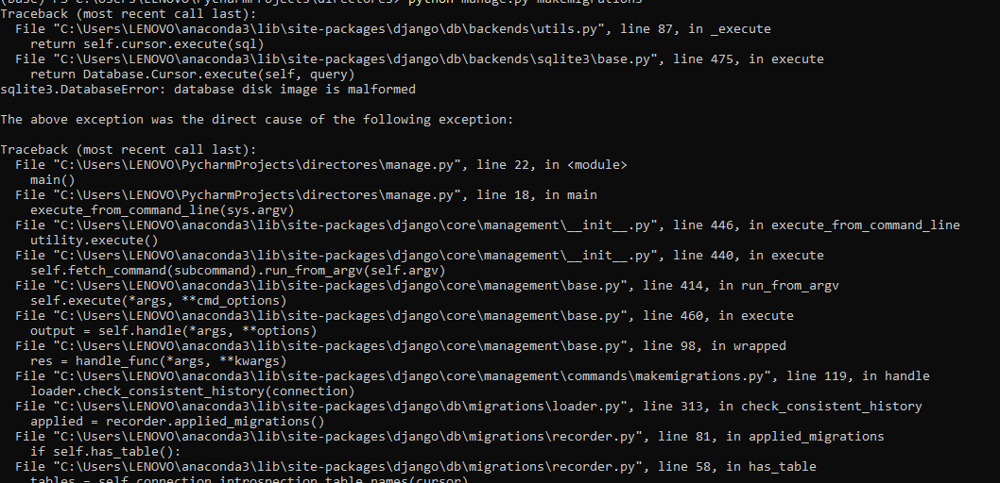 (base) PS C:\Users\LENOVO\PycharmProjects\directores> python manage.py makemigrations
Traceback (most recent call last):
  File "C:\Users\LENOVO\anaconda3\lib\site-packages\django\db\backends\utils.py", line 87, in _execute
    return self.cursor.execute(sql)
  File "C:\Users\LENOVO\anaconda3\lib\site-packages\django\db\backends\sqlite3\base.py", line 475, in execute
    return Database.Cursor.execute(self, query)
sqlite3.DatabaseError: database disk image is malformed
The above exception was the direct cause of the following exception:
Traceback (most recent call last):
  File "C:\Users\LENOVO\PycharmProjects\directores\manage.py", line 22, in <module>
    main()
  File "C:\Users\LENOVO\PycharmProjects\directores\manage.py", line 18, in main
    execute_from_command_line(sys.argv)
  File "C:\Users\LENOVO\anaconda3\lib\site-packages\django\core\management\__init__.py", line 446, in execute_from_command_line
    utility.execute()
  File "C:\Users\LENOVO\anaconda3\lib\site-packages\django\core\management\__init__.py", line 440, in execute
    self.fetch_command(subcommand).run_from_argv(self.argv)
  File "C:\Users\LENOVO\anaconda3\lib\site-packages\django\core\management\base.py", line 414, in run_from_argv
    self.execute(*args, **cmd_options)
  File "C:\Users\LENOVO\anaconda3\lib\site-packages\django\core\management\base.py", line 460, in execute
    output = self.handle(*args, **options)
  File "C:\Users\LENOVO\anaconda3\lib\site-packages\django\core\management\base.py", line 98, in wrapped
    res = handle_func(*args, **kwargs)
  File "C:\Users\LENOVO\anaconda3\lib\site-packages\django\core\management\commands\makemigrations.py", line 119, in handle
    loader.check_consistent_history(connection)
  File "C:\Users\LENOVO\anaconda3\lib\site-packages\django\db\migrations\loader.py", line 313, in check_consistent_history
    applied = recorder.applied_migrations()
  File "C:\Users\LENOVO\anaconda3\lib\site-packages\django\db\migrations\recorder.py", line 81, in applied_migrations
    if self.has_table():
  File "C:\Users\LENOVO\anaconda3\lib\site-packages\django\db\migrations\recorder.py", line 58, in has_table
    tables = self.connection.introspection.table_names(cursor)